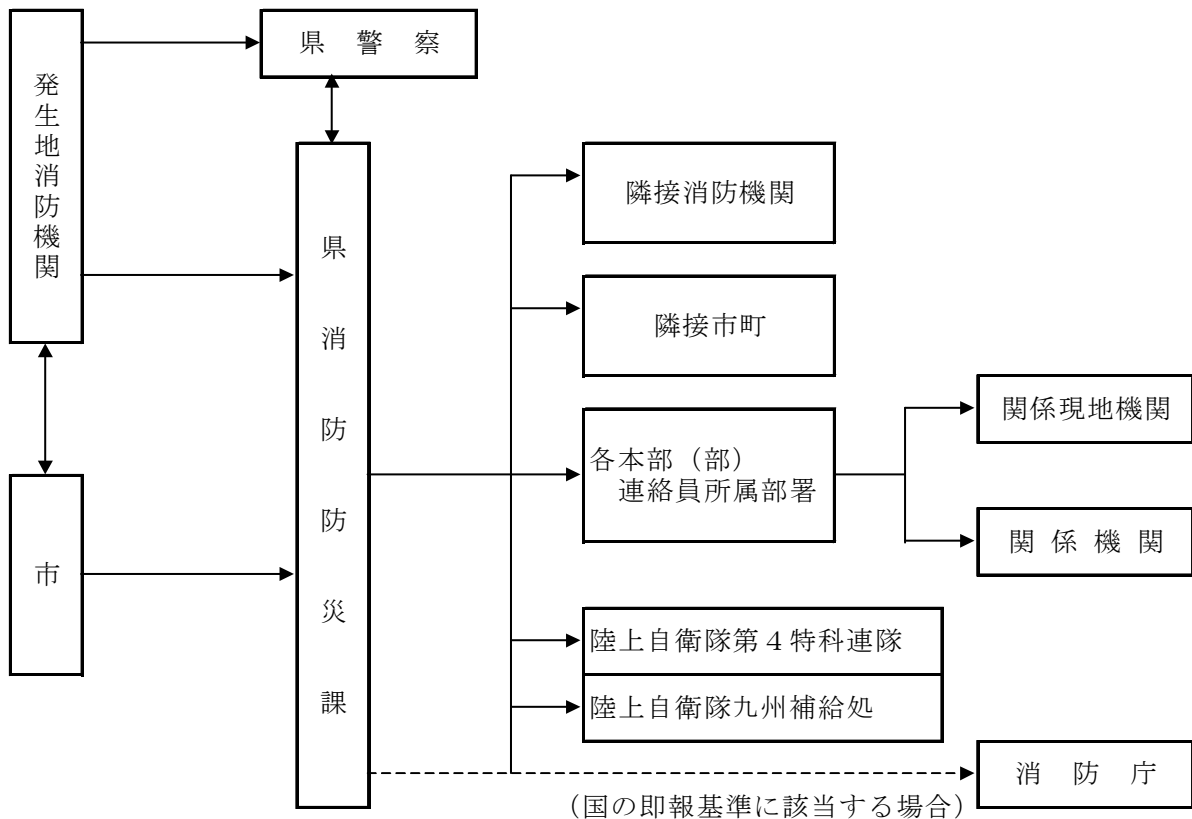 発生地消防機関
県警察
県消防防災課
隣接消防機関
隣接市町
関係現地機関
各本部（部）
連絡員所属部署
関係機関
市
陸上自衛隊第４特科連隊
陸上自衛隊九州補給処
消防庁
（国の即報基準に該当する場合）